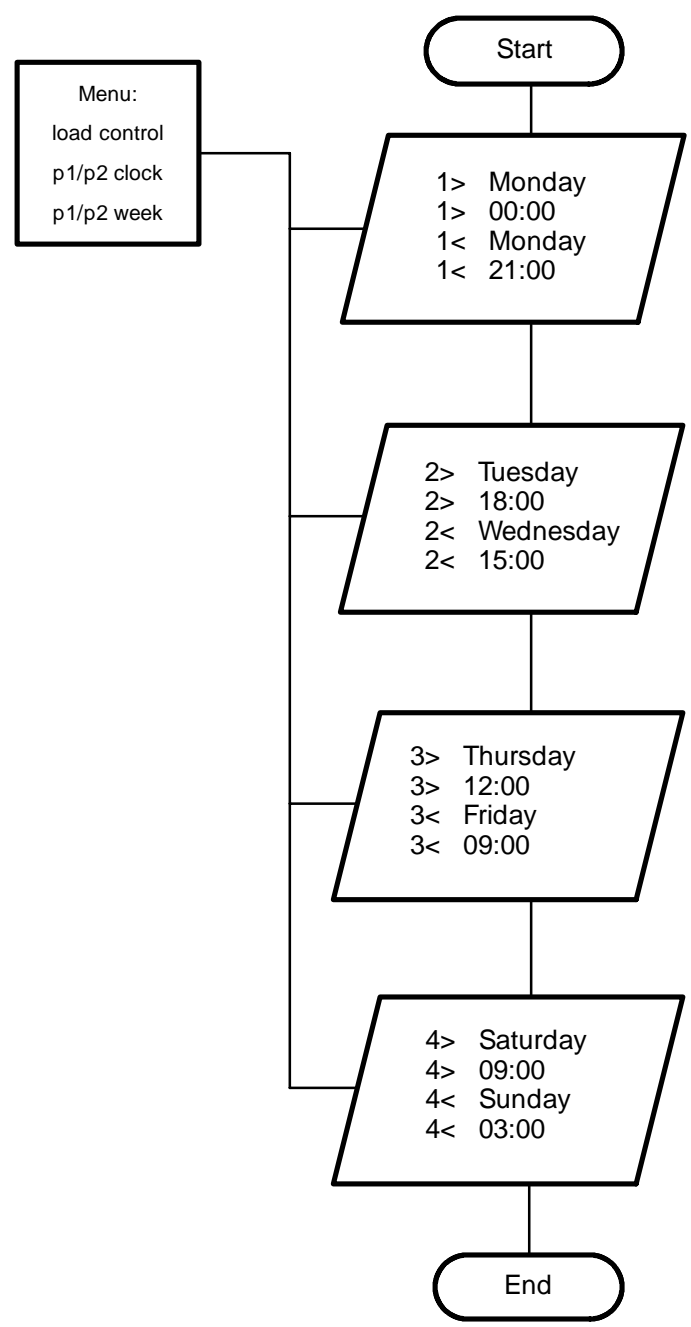 Start
Menu:
load control
p1/p2 clock
p1/p2 week
1> Monday
1> 00:00
1< Monday
1< 21:00
2> Tuesday
2> 18:00
2< Wednesday
2< 15:00
3> Thursday
3> 12:00
3< Friday
3< 09:00
4> Saturday
4> 09:00
4< Sunday
4< 03:00
End